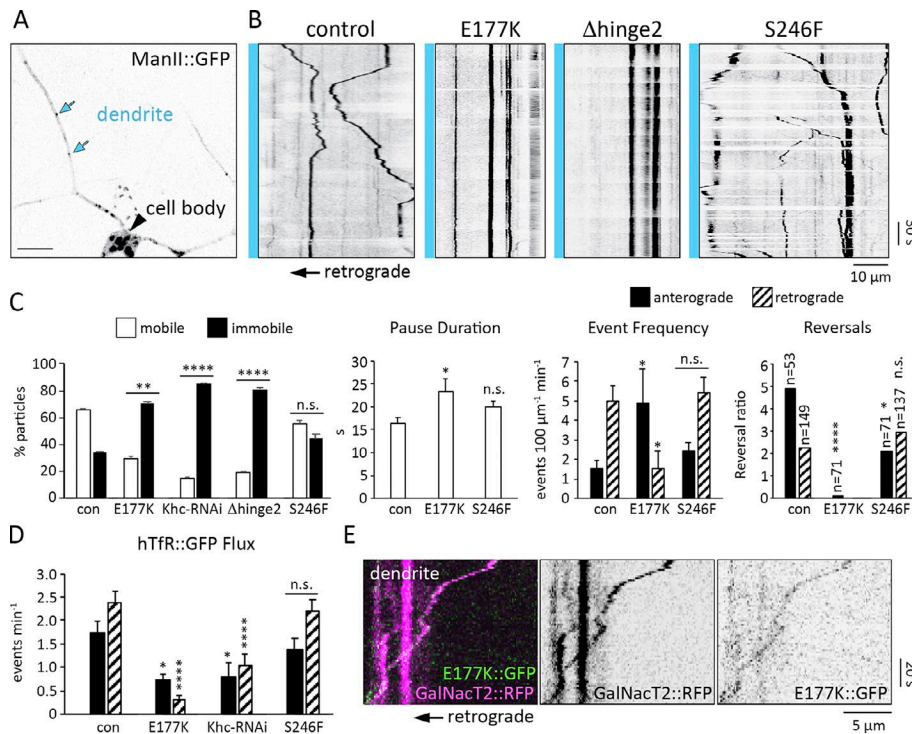 A
ManII::GFP
dendrite
cell body
B
control
E177K
Δhinge2
S246F
retrograde
30 s
10 μm
C
mobile
immobile
anterograde
retrograde
Pause Duration
Event Frequency
Reversals
% particles
100
80
60
40
20
0
**
****
****
n.s.
con
E177K
Khc-RNAi
Δhinge2
S246F
s
30
25
20
15
10
5
0
*
n.s.
con
E177K
S246F
events 100 μm⁻¹ min⁻¹
7
6
5
4
3
2
1
0
*
*
n.s.
con
E177K
S246F
Reversal ratio
6
5
4
3
2
1
0
n=53
n=149
n=71 ****
n=71 *
n=137 n.s.
con
E177K
S246F
D
hTfR::GFP Flux
events min⁻¹
3.0
2.5
2.0
1.5
1.0
0.5
0.0
*
****
*
****
n.s.
con
E177K
Khc-RNAi
S246F
E
dendrite
E177K::GFP
GalNacT2::RFP
GalNacT2::RFP
E177K::GFP
20 s
retrograde
5 μm